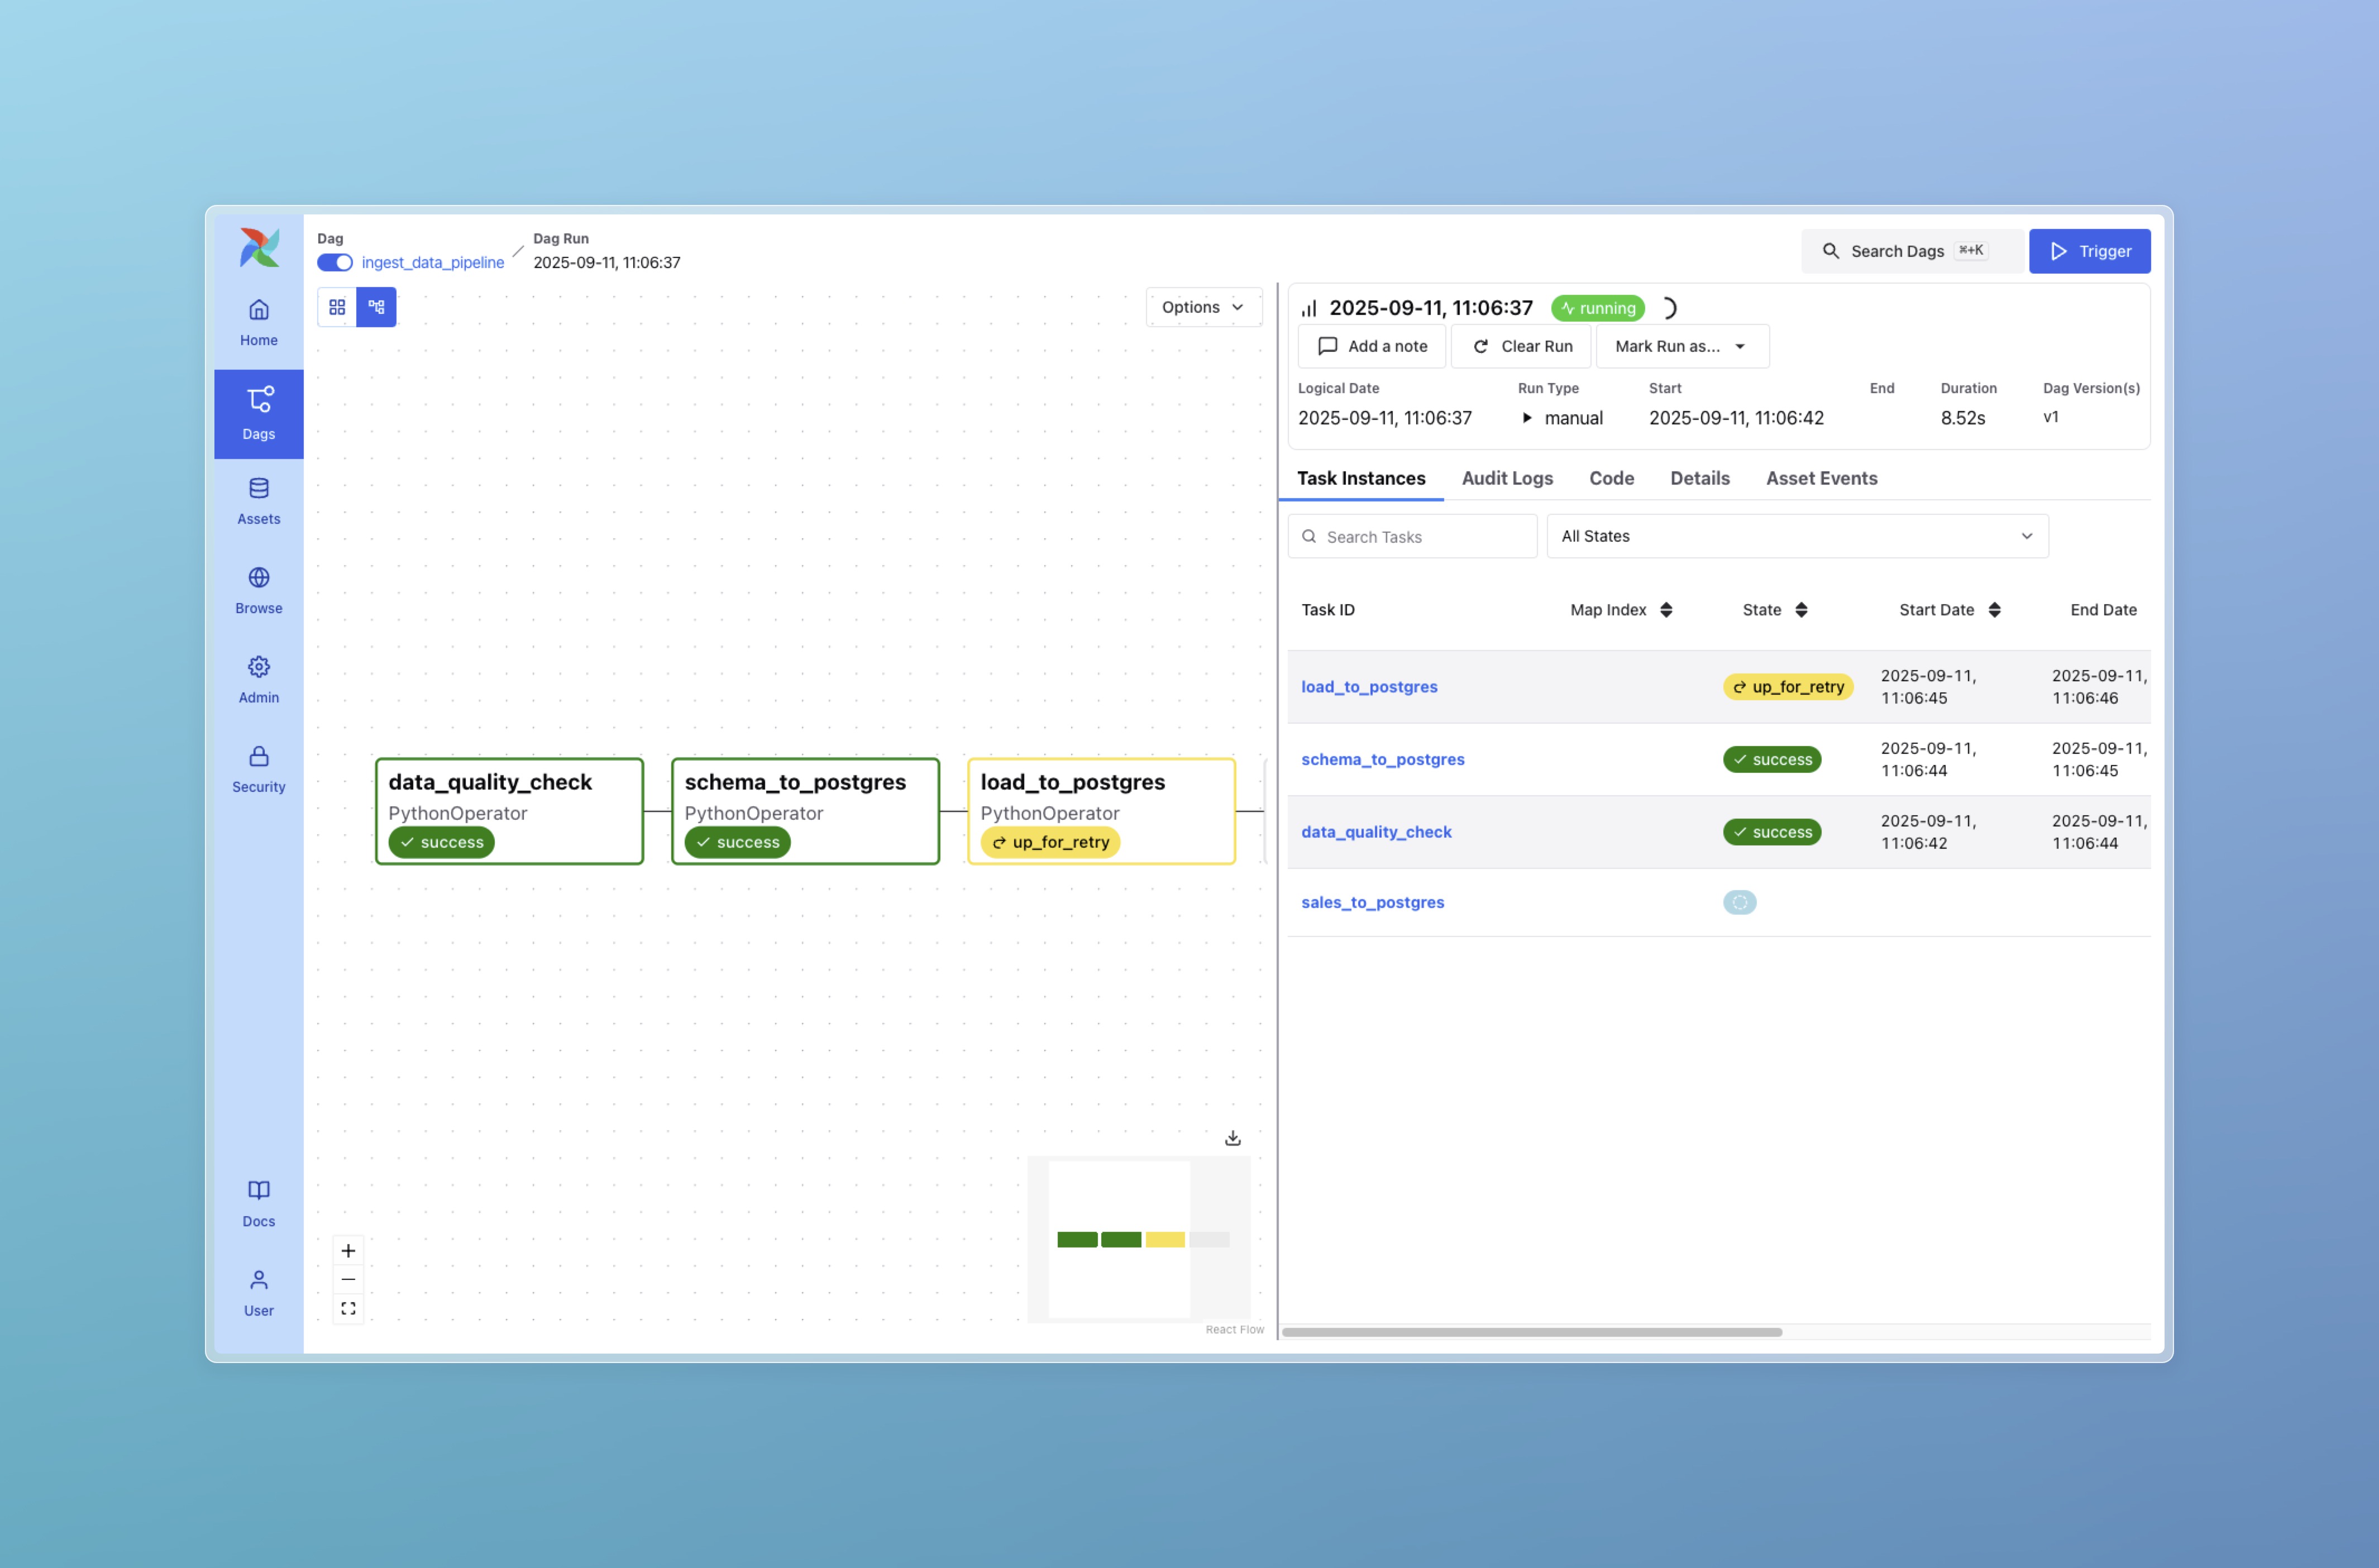 Dag
ingest_data_pipeline
Dag Run
2025-09-11, 11:06:37
Search Dags ⌘+K
Trigger
Home
Dags
Assets
Browse
Admin
Security
Docs
User
Options
data_quality_check
PythonOperator
success
schema_to_postgres
PythonOperator
success
load_to_postgres
PythonOperator
up_for_retry
React Flow
2025-09-11, 11:06:37 running
Add a note Clear Run Mark Run as...
Logical Date Run Type Start End Duration Dag Version(s)
2025-09-11, 11:06:37 manual 2025-09-11, 11:06:42 8.52s v1
Task Instances Audit Logs Code Details Asset Events
Search Tasks All States
Task ID Map Index State Start Date End Date
load_to_postgres up_for_retry 2025-09-11, 2025-09-11,
11:06:45 11:06:46
schema_to_postgres success 2025-09-11, 2025-09-11,
11:06:44 11:06:45
data_quality_check success 2025-09-11, 2025-09-11,
11:06:42 11:06:44
sales_to_postgres